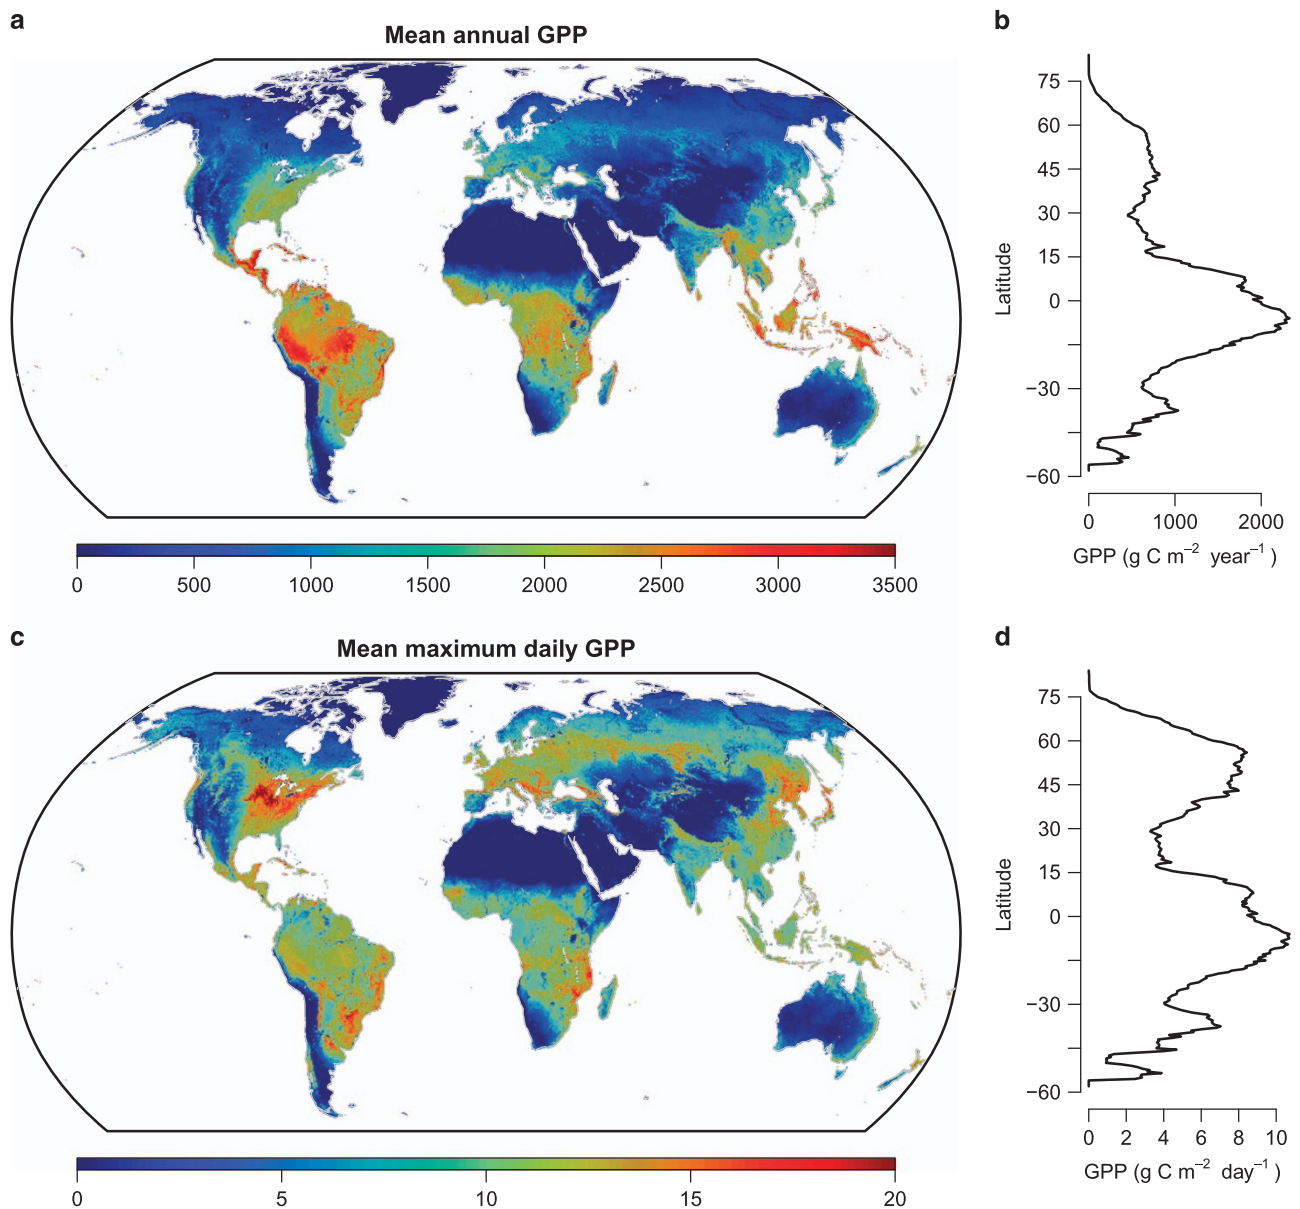 a
Mean annual GPP
0 500 1000 1500 2000 2500 3000 3500
b
75
60
45
30
15
0
−30
−60
Latitude
0 1000 2000
GPP (g C m⁻² year⁻¹ )
c
Mean maximum daily GPP
0 5 10 15 20
d
75
60
45
30
15
0
−30
−60
Latitude
0 2 4 6 8 10
GPP (g C m⁻² day⁻¹ )